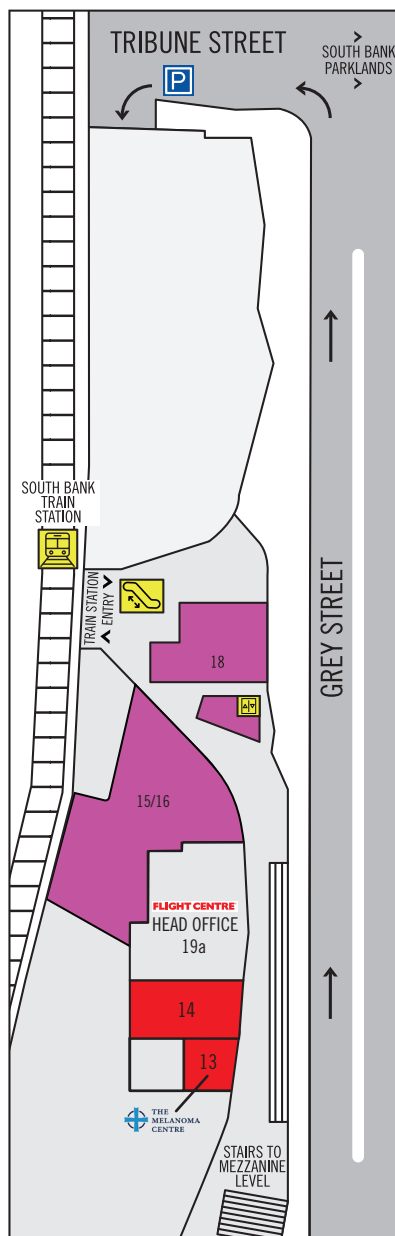 TRIBUNE STREET
SOUTH BANK
PARKLANDS
P
SOUTH BANK
TRAIN
STATION
TRAIN STATION
ENTRY
GREY STREET
18
15/16
FLIGHT CENTRE
HEAD OFFICE
19a
14
13
THE
MELANOMA
CENTRE
STAIRS TO
MEZZANINE
LEVEL